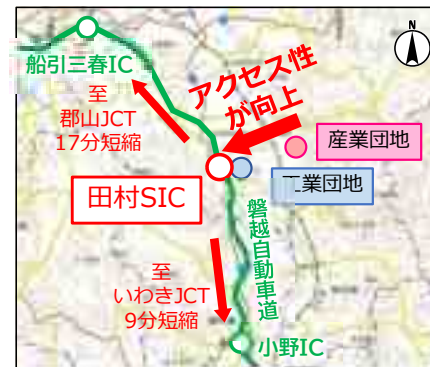 N
船引三春IC
至
郡山JCT
17分短縮
アクセス性
が向上
産業団地
工業団地
田村SIC
磐越自動車道
至
いわきJCT
9分短縮
小野IC